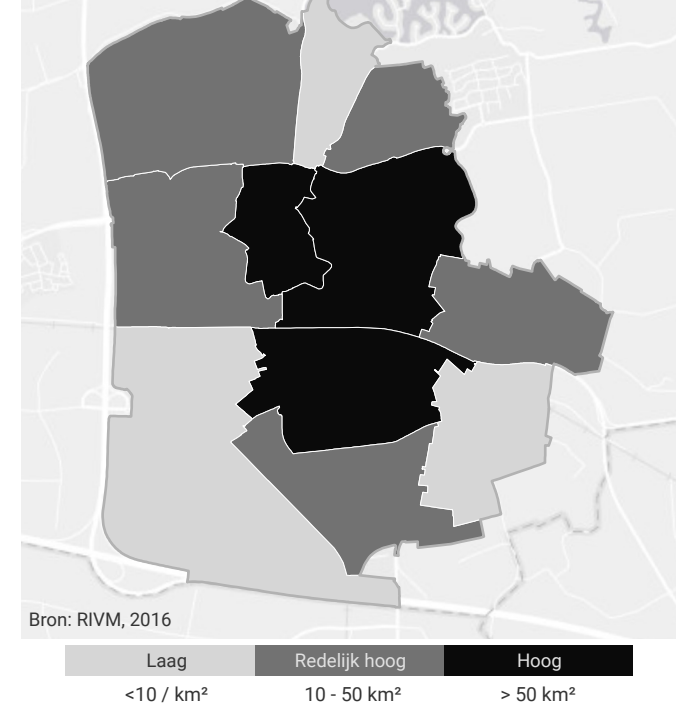 Bron: RIVM, 2016
Laag Redelijk hoog Hoog
<10 / km² 10 - 50 km² > 50 km²